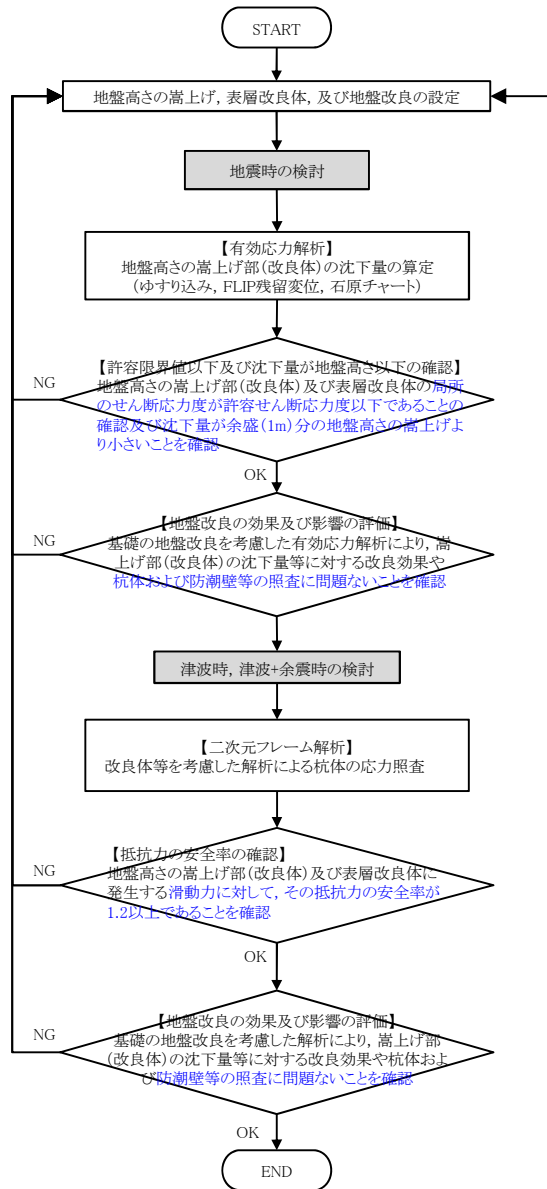 START
地盤高さの嵩上げ, 表層改良体, 及び地盤改良の設定
地震時の検討
【有効応力解析】
地盤高さの嵩上げ部(改良体)の沈下量の算定
(ゆすり込み, FLIP残留変位, 石原チャート)
NG
【許容限界値以下及び沈下量が地盤高さ以下の確認】
地盤高さの嵩上げ部(改良体)及び表層改良体の局所
のせん断応力度が許容せん断応力度以下であることの
確認及び沈下量が余盛(1m)分の地盤高さの嵩上げよ
り小さいことを確認
OK
NG
【地盤改良の効果及び影響の評価】
基礎の地盤改良を考慮した有効応力解析により, 嵩
上げ部(改良体)の沈下量等に対する改良効果や
杭体および防潮壁等の照査に問題ないことを確認
津波時, 津波+余震時の検討
【二次元フレーム解析】
改良体等を考慮した解析による杭体の応力照査
NG
【抵抗力の安全率の確認】
地盤高さの嵩上げ部(改良体)及び表層改良体に
発生する滑動力に対して, その抵抗力の安全率が
1.2以上であることを確認
OK
NG
【地盤改良の効果及び影響の評価】
基礎の地盤改良を考慮した解析により, 嵩上げ部
(改良体)の沈下量等に対する改良効果や杭体およ
び防潮壁等の照査に問題ないことを確認
OK
END